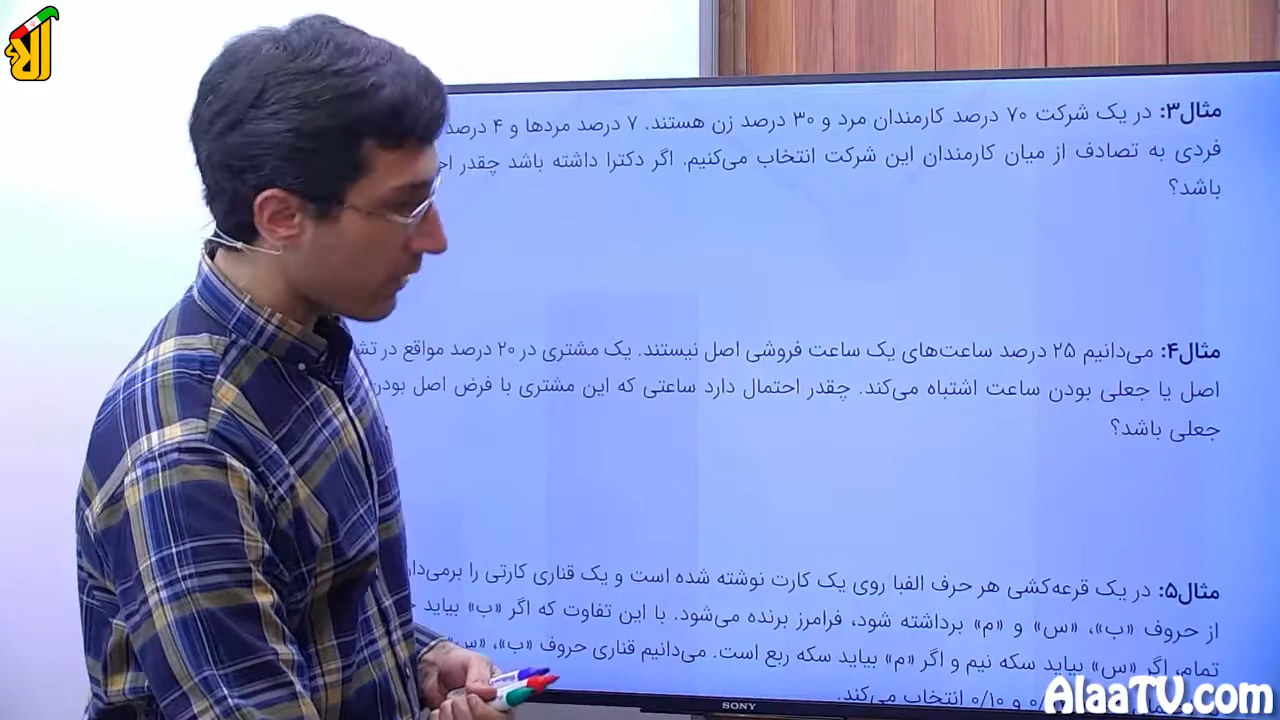 مثال۳: در یک شرکت ۷۰ درصد کارمندان مرد و ۳۰ درصد زن هستند. ۷ درصد مردها و ۴ درصد
فردی به تصادف از میان کارمندان این شرکت انتخاب می‌کنیم. اگر دکترا داشته باشد چقدر
باشد؟
مثال۴: می‌دانیم ۲۵ درصد ساعت‌های یک ساعت فروشی اصل نیستند. یک مشتری در ۲۰ درصد مواقع در
اصل یا جعلی بودن ساعت اشتباه می‌کند. چقدر احتمال دارد ساعتی که این مشتری با فرض اصل بودن
جعلی باشد؟
مثال۵: در یک قرعه‌کشی هر حرف الفبا روی یک کارت نوشته شده است و یک قناری کارتی را
از حروف «ب»، «س» و «م» برداشته شود، فرامرز برنده می‌شود. با این تفاوت که اگر «ب» بیاید
تمام، اگر «س» بیاید سکه نیم و اگر «م» بیاید سکه ربع است. می‌دانیم قناری حروف «ب»، «س»
و ۰/۱۰ انتخاب می‌کند.
SONY
AlaaTV.com